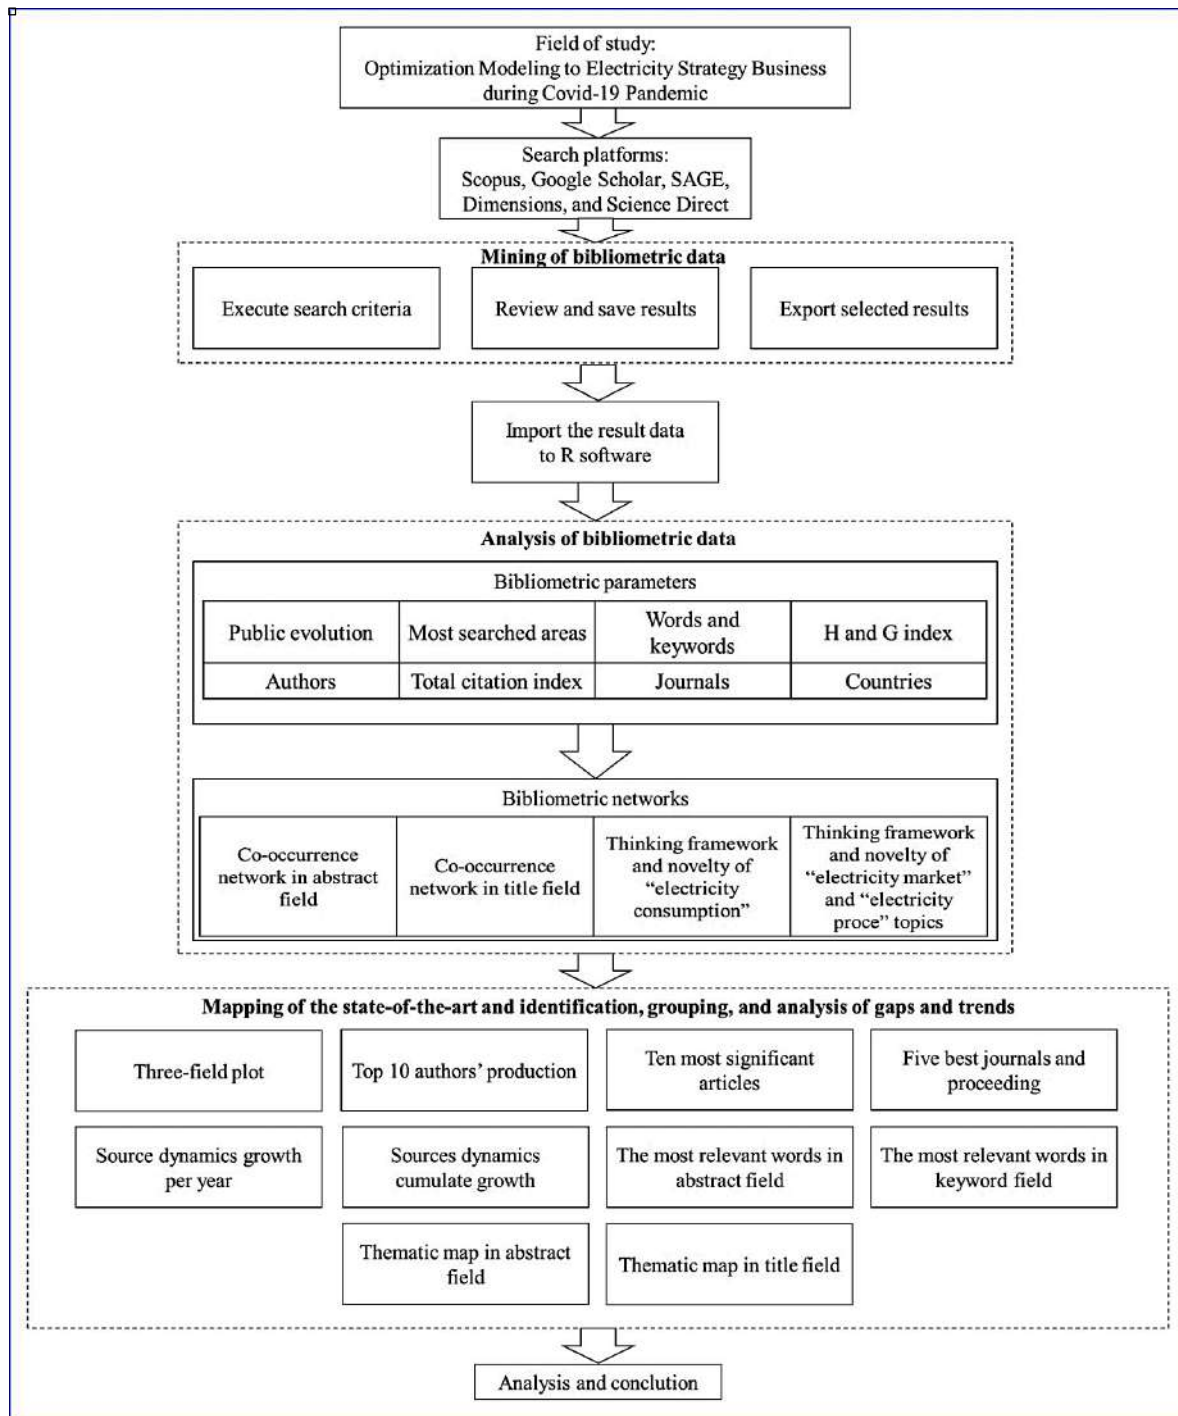 Field of study:
Optimization Modeling to Electricity Strategy Business
during Covid-19 Pandemic
Search platforms:
Scopus, Google Scholar, SAGE,
Dimensions, and Science Direct
Mining of bibliometric data
Execute search criteria
Review and save results
Export selected results
Import the result data
to R software
Analysis of bibliometric data
Bibliometric parameters
Public evolution
Most searched areas
Words and
keywords
H and G index
Authors
Total citation index
Journals
Countries
Bibliometric networks
Co-occurrence
network in abstract
field
Co-occurrence
network in title field
Thinking framework
and novelty of
“electricity
consumption”
Thinking framework
and novelty of
“electricity market”
and “electricity
proce” topics
Mapping of the state-of-the-art and identification, grouping, and analysis of gaps and trends
Three-field plot
Top 10 authors’ production
Ten most significant
articles
Five best journals and
proceeding
Source dynamics growth
per year
Sources dynamics
cumulate growth
The most relevant words in
abstract field
The most relevant words in
keyword field
Thematic map in abstract
field
Thematic map in title field
Analysis and conclution